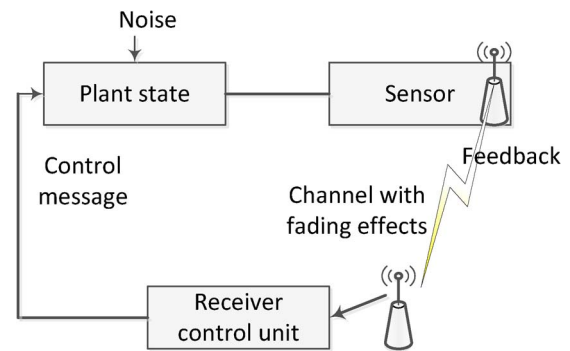 Noise
Plant state
Sensor
Feedback
Control
message
Channel with
fading effects
Receiver
control unit